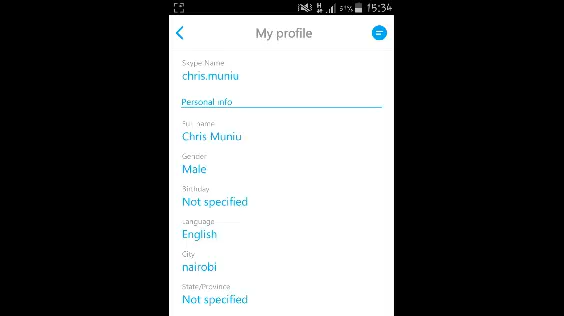 H 61% 15:34
My profile
Skype Name
chris.muniu
Personal info
Full name
Chris Muniu
Gender
Male
Birthday
Not specified
Language
English
City
nairobi
State/Province
Not specified